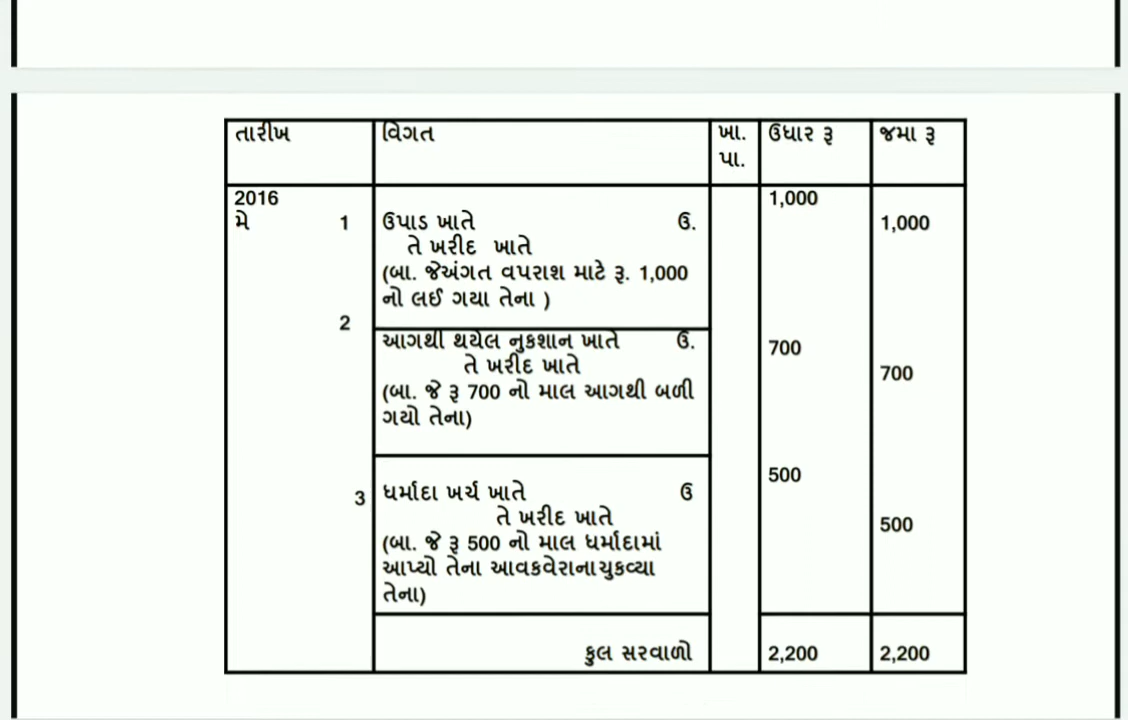 તારીખ વિગત ખા. ઉધાર રૂ જમા રૂ
પા.
2016 1,000
મે 1 ઉપાડ ખાતે ઉ. 1,000
તે ખરીદ ખાતે
(બા. જેઅંગત વપરાશ માટે રૂ. 1,000
નો લઈ ગયા તેના )
2
આગથી થયેલ નુકશાન ખાતે ઉ. 700
તે ખરીદ ખાતે 700
(બા. જે રૂ 700 નો માલ આગથી બળી
ગયો તેના)
500
3 ધર્માદા ખર્ચ ખાતે ઉ
તે ખરીદ ખાતે 500
(બા. જે રૂ 500 નો માલ ધર્માદામાં
આપ્યો તેના આવકવેરાનાચુકવ્યા
તેના)
કુલ સરવાળો 2,200 2,200